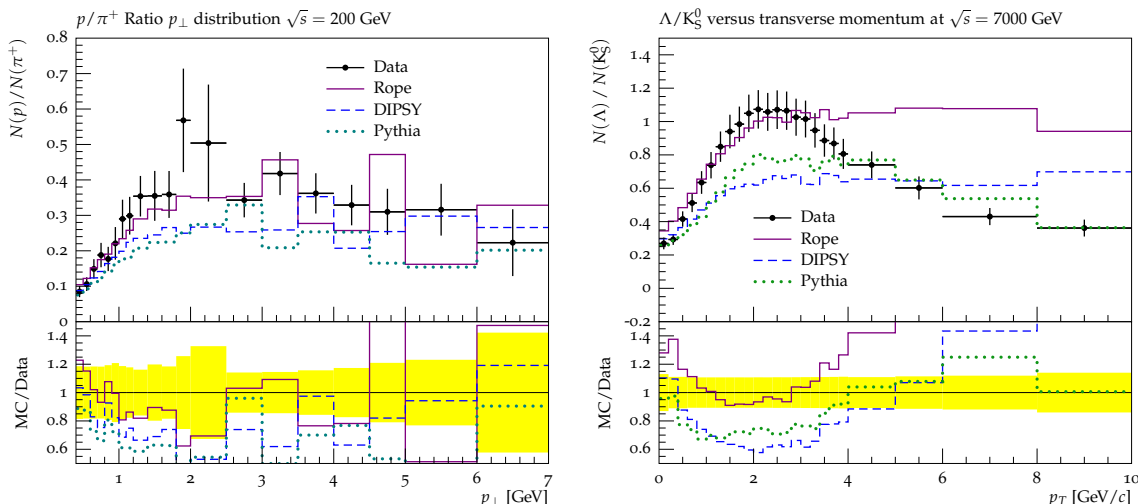 p/π⁺ Ratio p⊥ distribution √s = 200 GeV
N(p)/N(π⁺)
0.8
0.7
0.6
0.5
0.4
0.3
0.2
0.1
0
Data
Rope
DIPSY
Pythia
MC/Data
1.4
1.2
1
0.8
0.6
1 2 3 4 5 6 7
p⊥ [GeV]
Λ/K⁰_S versus transverse momentum at √s = 7000 GeV
N(Λ) / N(K⁰_S)
1.4
1.2
1
0.8
0.6
0.4
0.2
0
-0.2
Data
Rope
DIPSY
Pythia
MC/Data
1.4
1.2
1
0.8
0.6
0 2 4 6 8 10
p_T [GeV/c]